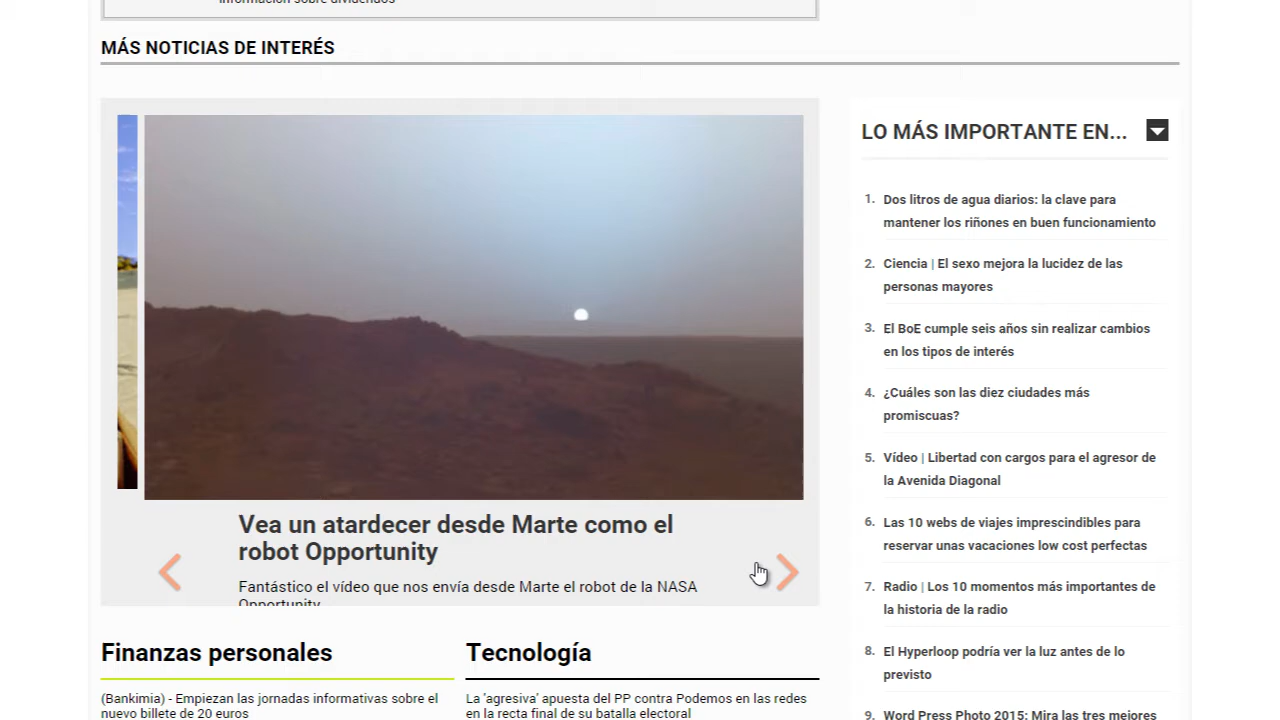 Información sobre dividendos
MÁS NOTICIAS DE INTERÉS
Vea un atardecer desde Marte como el
robot Opportunity
Fantástico el vídeo que nos envía desde Marte el robot de la NASA
Opportunity
LO MÁS IMPORTANTE EN...
1. Dos litros de agua diarios: la clave para
mantener los riñones en buen funcionamiento
2. Ciencia | El sexo mejora la lucidez de las
personas mayores
3. El BoE cumple seis años sin realizar cambios
en los tipos de interés
4. ¿Cuáles son las diez ciudades más
promiscuas?
5. Vídeo | Libertad con cargos para el agresor de
la Avenida Diagonal
6. Las 10 webs de viajes imprescindibles para
reservar unas vacaciones low cost perfectas
7. Radio | Los 10 momentos más importantes de
la historia de la radio
8. El Hyperloop podría ver la luz antes de lo
previsto
9. Word Press Photo 2015: Mira las tres mejores
Finanzas personales
(Bankimia) - Empiezan las jornadas informativas sobre el
nuevo billete de 20 euros
Tecnología
La 'agresiva' apuesta del PP contra Podemos en las redes
en la recta final de su batalla electoral